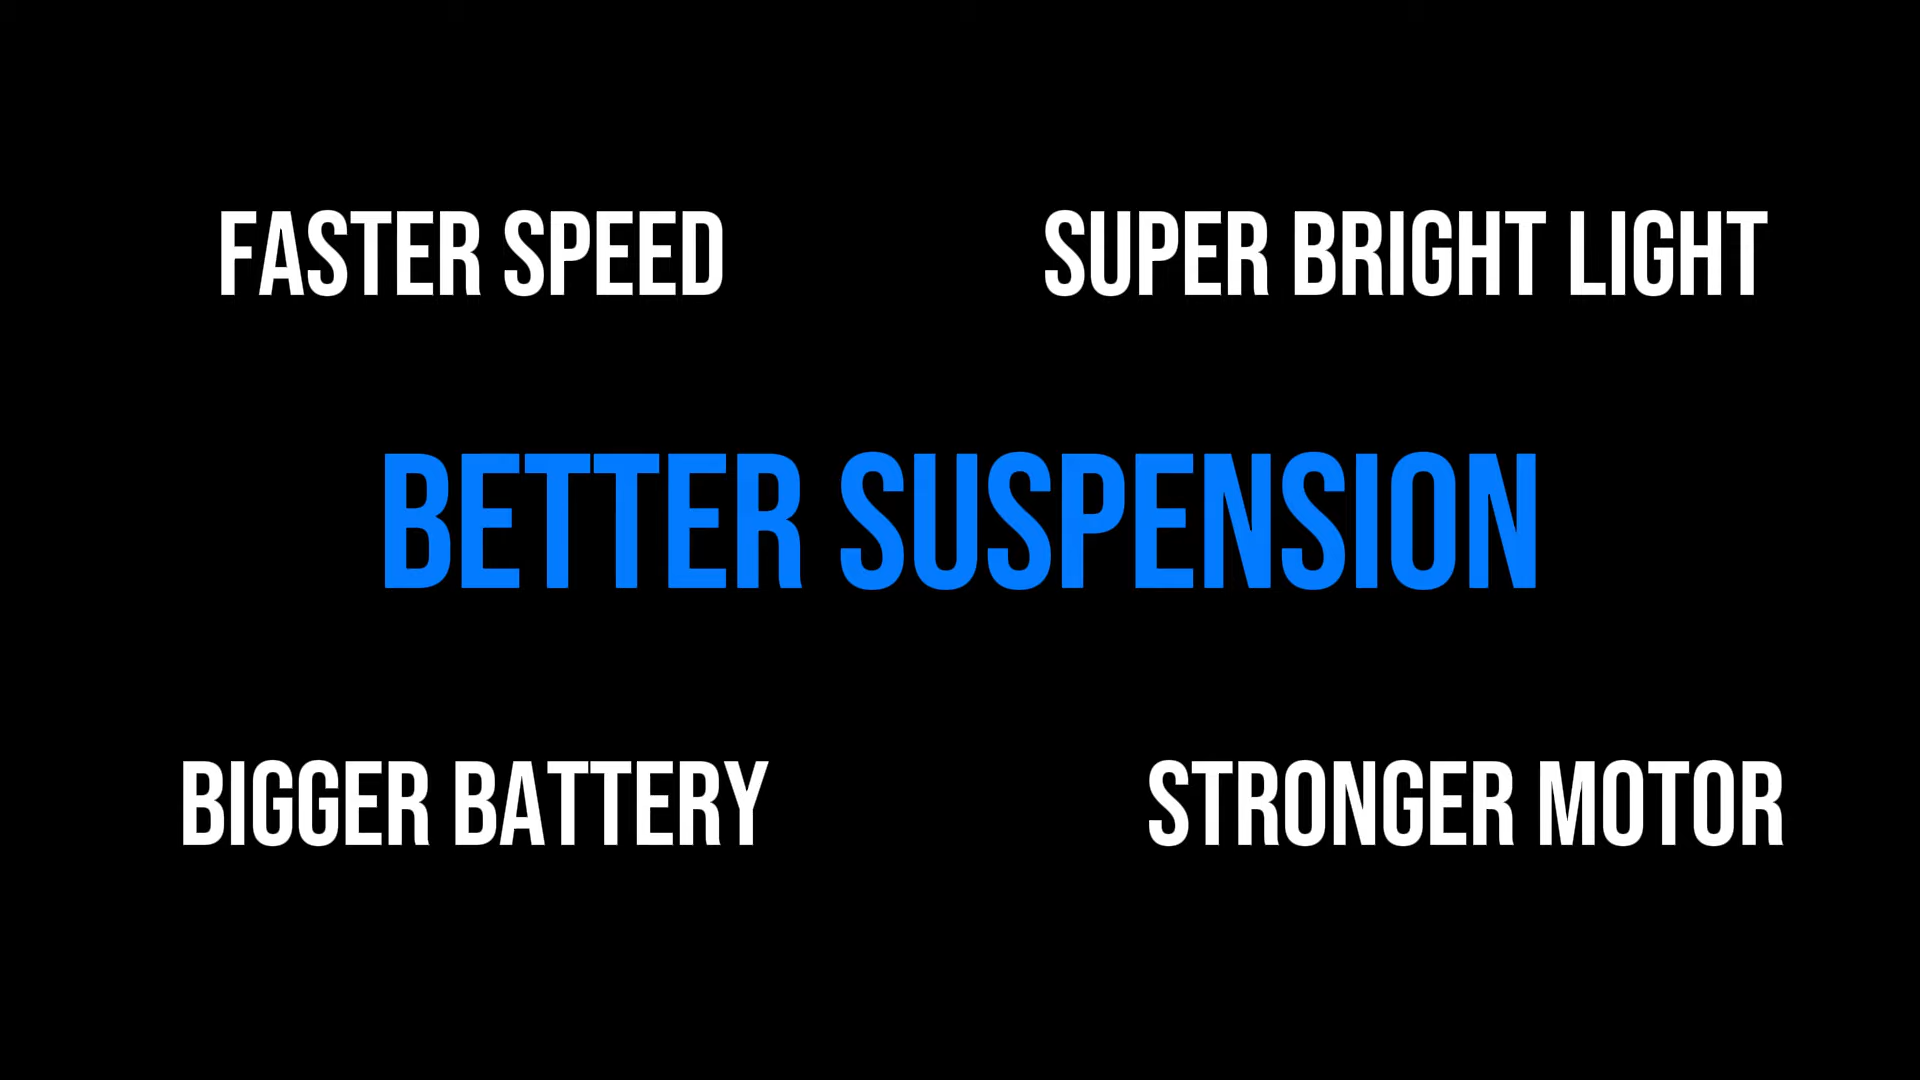 FASTER SPEED
SUPER BRIGHT LIGHT
BETTER SUSPENSION
BIGGER BATTERY
STRONGER MOTOR